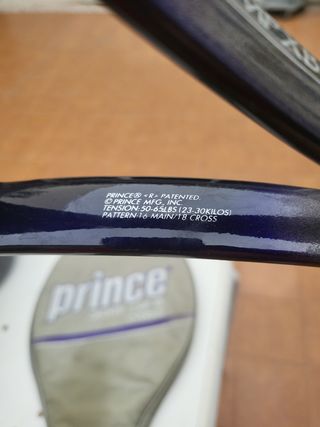 PRINCE® <R> PATENTED
© PRINCE MFG, INC
TENSION-50-65LBS (23-30KILOS)
PATTERN-16 MAIN/18 CROSS
prince